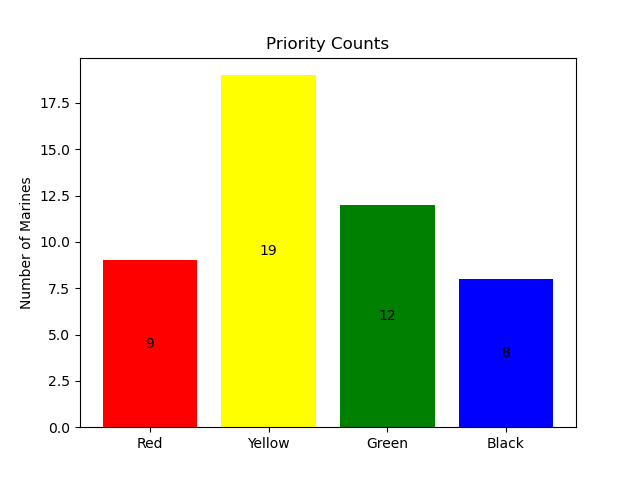 Priority Counts
Number of Marines
17.5
15.0
12.5
10.0
7.5
5.0
2.5
0.0
9
19
12
8
Red
Yellow
Green
Black